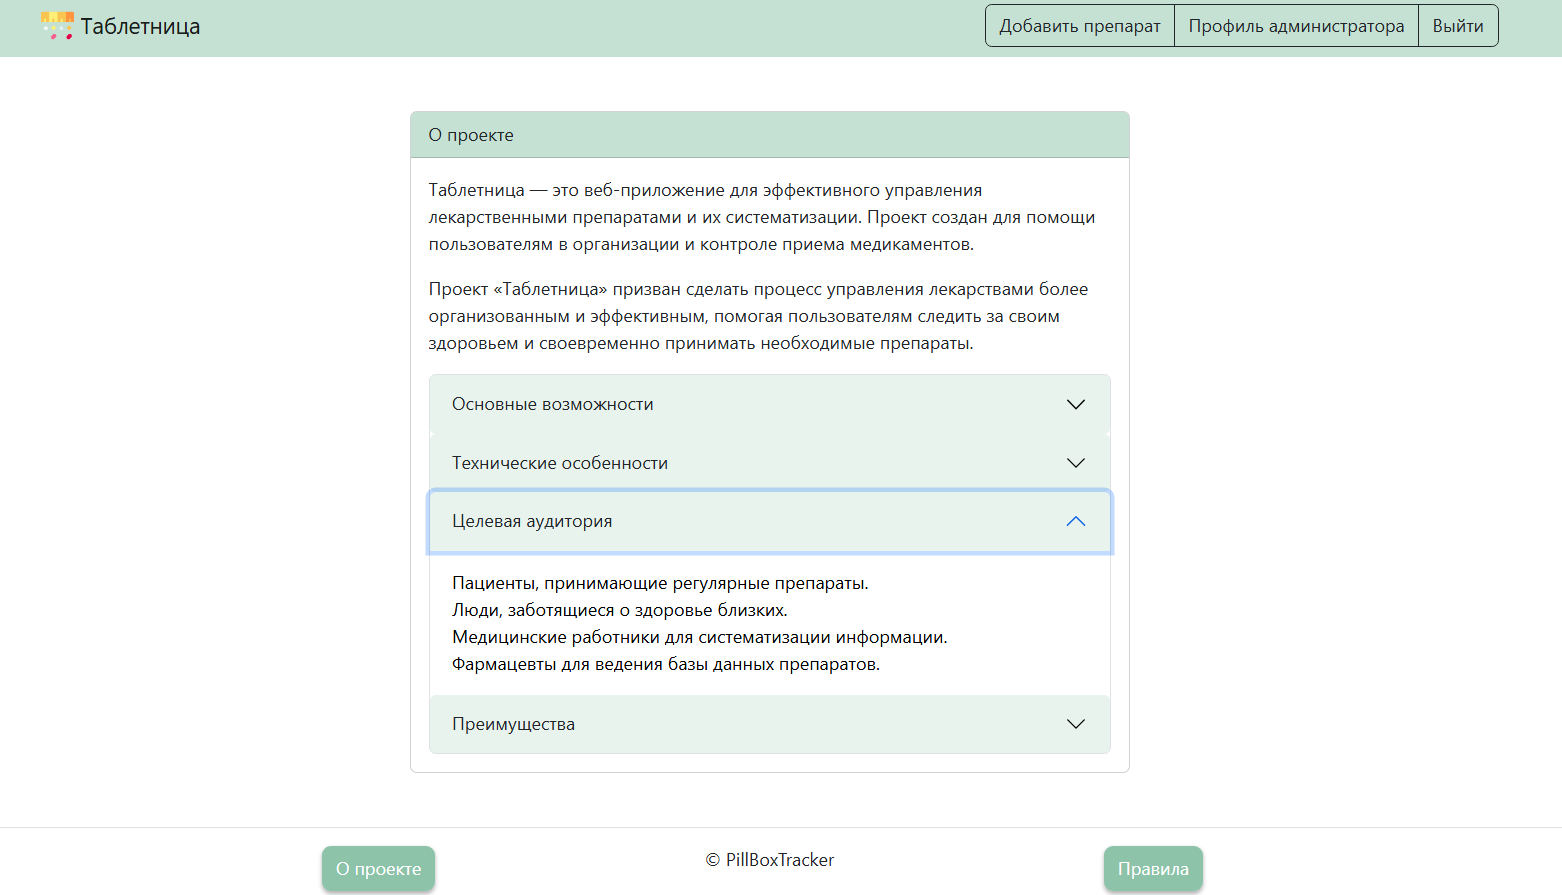 Таблетница
Добавить препарат
Профиль администратора
Выйти
О проекте
Таблетница — это веб-приложение для эффективного управления
лекарственными препаратами и их систематизации. Проект создан для помощи
пользователям в организации и контроле приема медикаментов.
Проект «Таблетница» призван сделать процесс управления лекарствами более
организованным и эффективным, помогая пользователям следить за своим
здоровьем и своевременно принимать необходимые препараты.
Основные возможности
Технические особенности
Целевая аудитория
Пациенты, принимающие регулярные препараты.
Люди, заботящиеся о здоровье близких.
Медицинские работники для систематизации информации.
Фармацевты для ведения базы данных препаратов.
Преимущества
О проекте
© PillBoxTracker
Правила